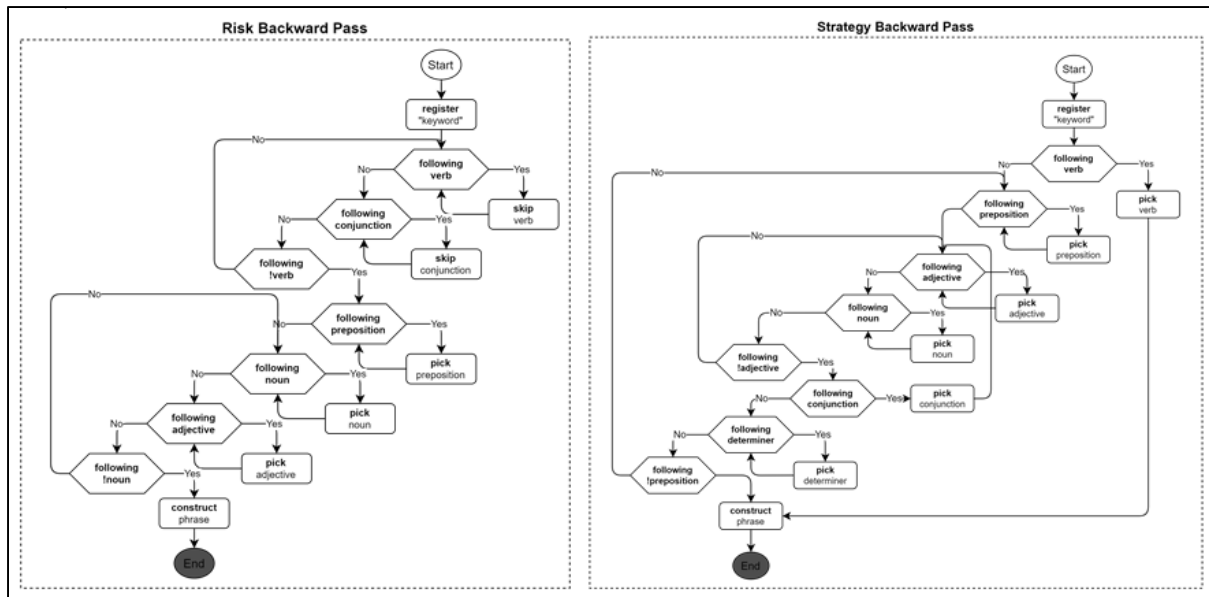 Risk Backward Pass
Start
register
"keyword"
No
following
verb
No
Yes
skip
verb
following
conjunction
No
Yes
skip
conjunction
following
!verb
Yes
following
preposition
No
Yes
pick
preposition
No
following
noun
No
Yes
pick
noun
following
adjective
No
Yes
pick
adjective
following
!noun
Yes
construct
phrase
End
Strategy Backward Pass
Start
register
"keyword"
following
verb
No
Yes
pick
verb
No
following
preposition
Yes
pick
preposition
No
following
adjective
No
Yes
pick
adjective
following
noun
No
Yes
pick
noun
following
!adjective
Yes
following
conjunction
No
Yes
pick
conjunction
following
determiner
No
Yes
pick
determiner
following
!preposition
construct
phrase
End